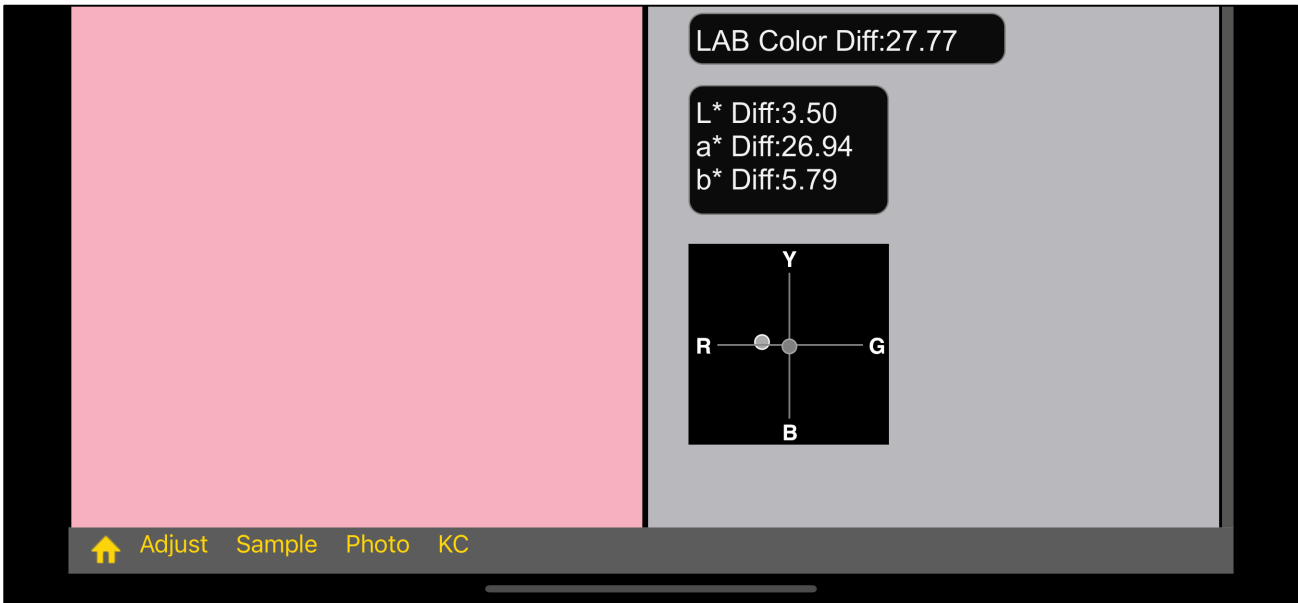 LAB Color Diff:27.77
L* Diff:3.50
a* Diff:26.94
b* Diff:5.79
Y
R G
B
Adjust Sample Photo KC